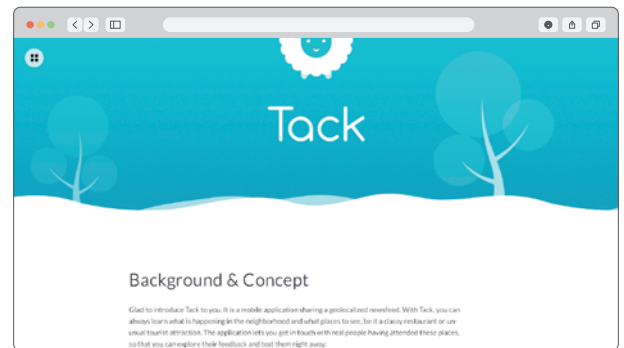 Tack
Background & Concept
Glad to introduce Tack to you. It is a mobile application sharing a geolocalized newsfeed. With Tack, you can
always learn what is happening in the neighborhood and what places to see, be it a classy restaurant or un-
usual tourist attraction. The application lets you get in touch with real people having attended these places,
so that you can explore their feedback and text them right away.